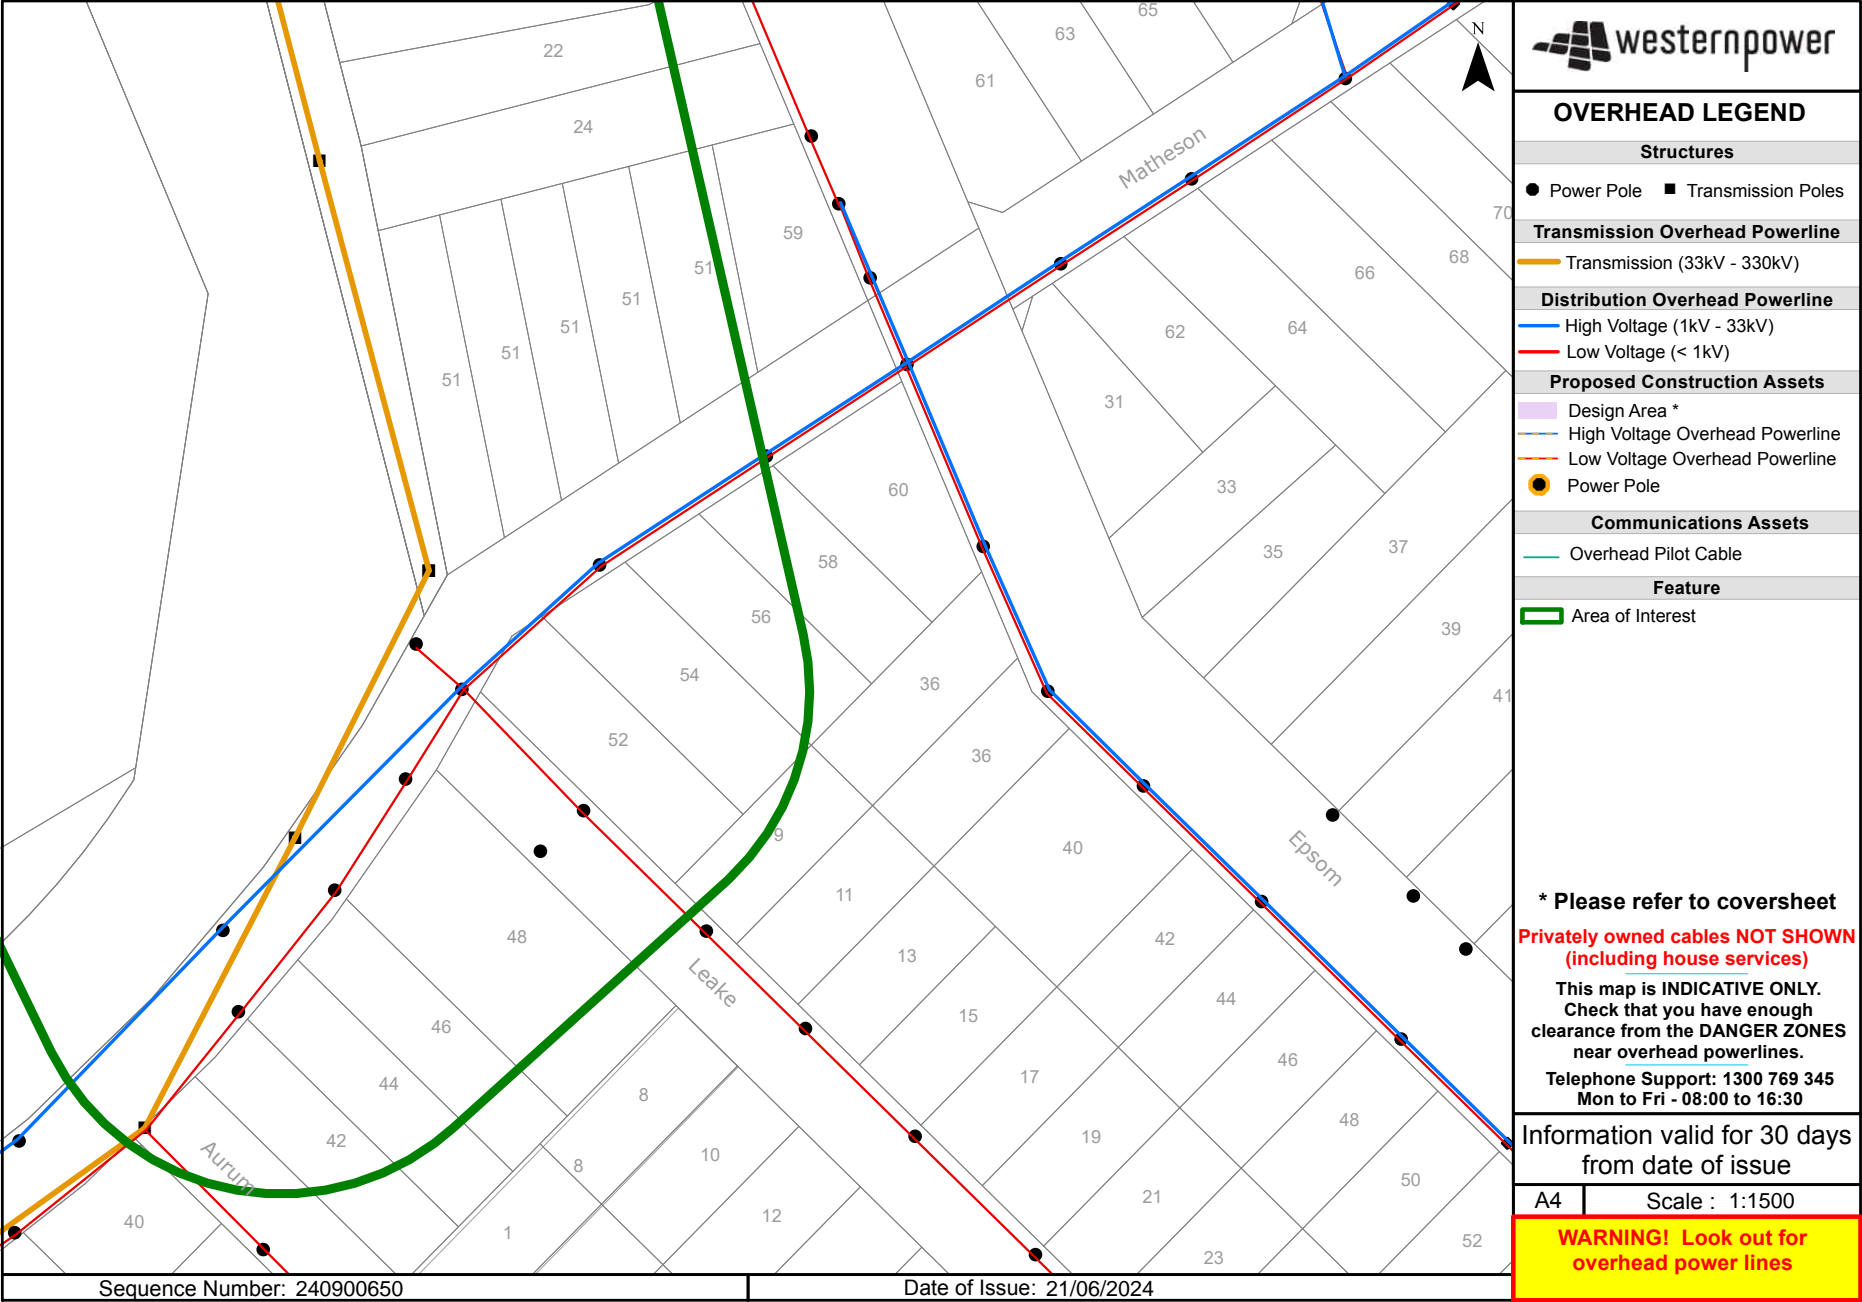 65
63
22
61
24
Matheson
59
70
68
66
51
51
51
62
64
51
51
31
60
33
58
35
37
56
39
54
36
41
52
36
9
40
Epsom
11
48
42
13
Leake
44
15
46
46
17
44
8
48
19
42
10
Aurum
8
50
21
40
12
1
52
23
N
westernpower
OVERHEAD LEGEND
Structures
Power Pole Transmission Poles
Transmission Overhead Powerline
Transmission (33kV - 330kV)
Distribution Overhead Powerline
High Voltage (1kV - 33kV)
Low Voltage (< 1kV)
Proposed Construction Assets
Design Area *
High Voltage Overhead Powerline
Low Voltage Overhead Powerline
Power Pole
Communications Assets
Overhead Pilot Cable
Feature
Area of Interest
* Please refer to coversheet
Privately owned cables NOT SHOWN
(including house services)
This map is INDICATIVE ONLY.
Check that you have enough
clearance from the DANGER ZONES
near overhead powerlines.
Telephone Support: 1300 769 345
Mon to Fri - 08:00 to 16:30
Information valid for 30 days
from date of issue
A4 Scale : 1:1500
WARNING! Look out for
overhead power lines
Sequence Number: 240900650 Date of Issue: 21/06/2024